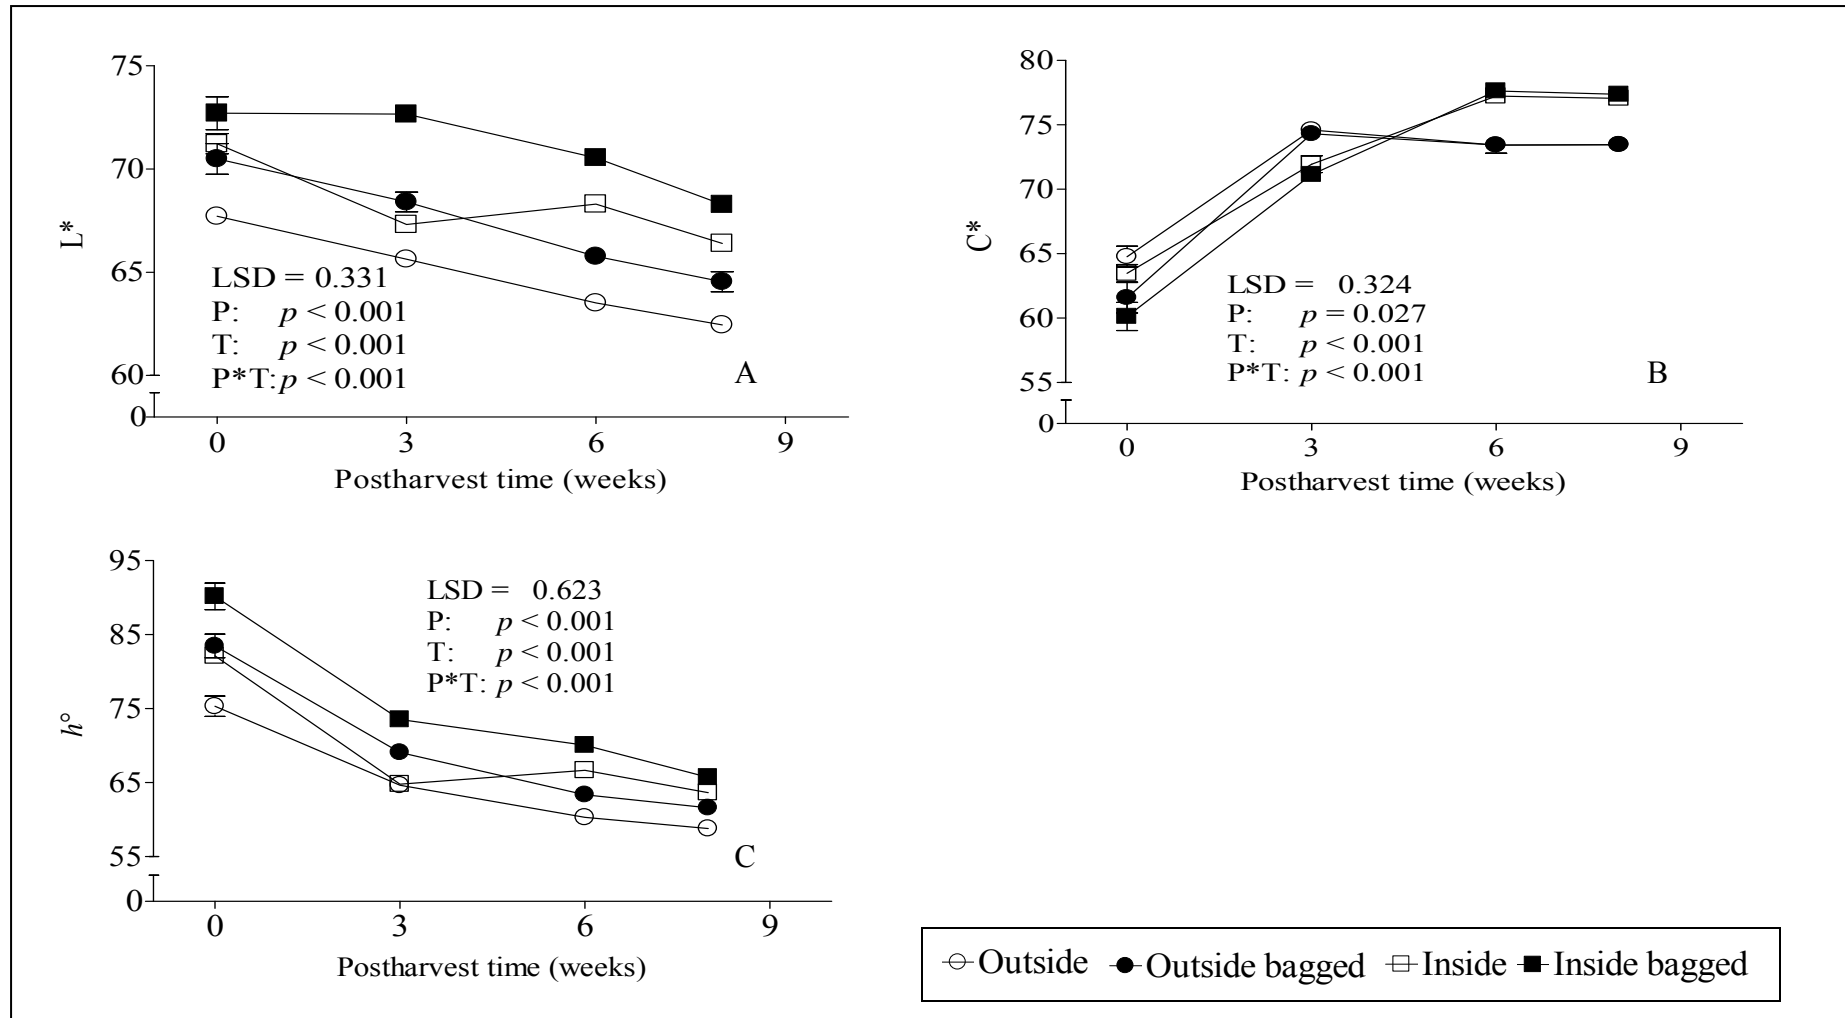 75
70
65
60
0
L*
LSD = 0.331
P: p < 0.001
T: p < 0.001
P*T: p < 0.001
A
0 3 6 9
Postharvest time (weeks)
80
75
70
65
60
55
0
C*
LSD = 0.324
P: p = 0.027
T: p < 0.001
P*T: p < 0.001
B
0 3 6 9
Postharvest time (weeks)
95
85
75
65
55
0
h°
LSD = 0.623
P: p < 0.001
T: p < 0.001
P*T: p < 0.001
C
0 3 6 9
Postharvest time (weeks)
Outside Outside bagged Inside Inside bagged